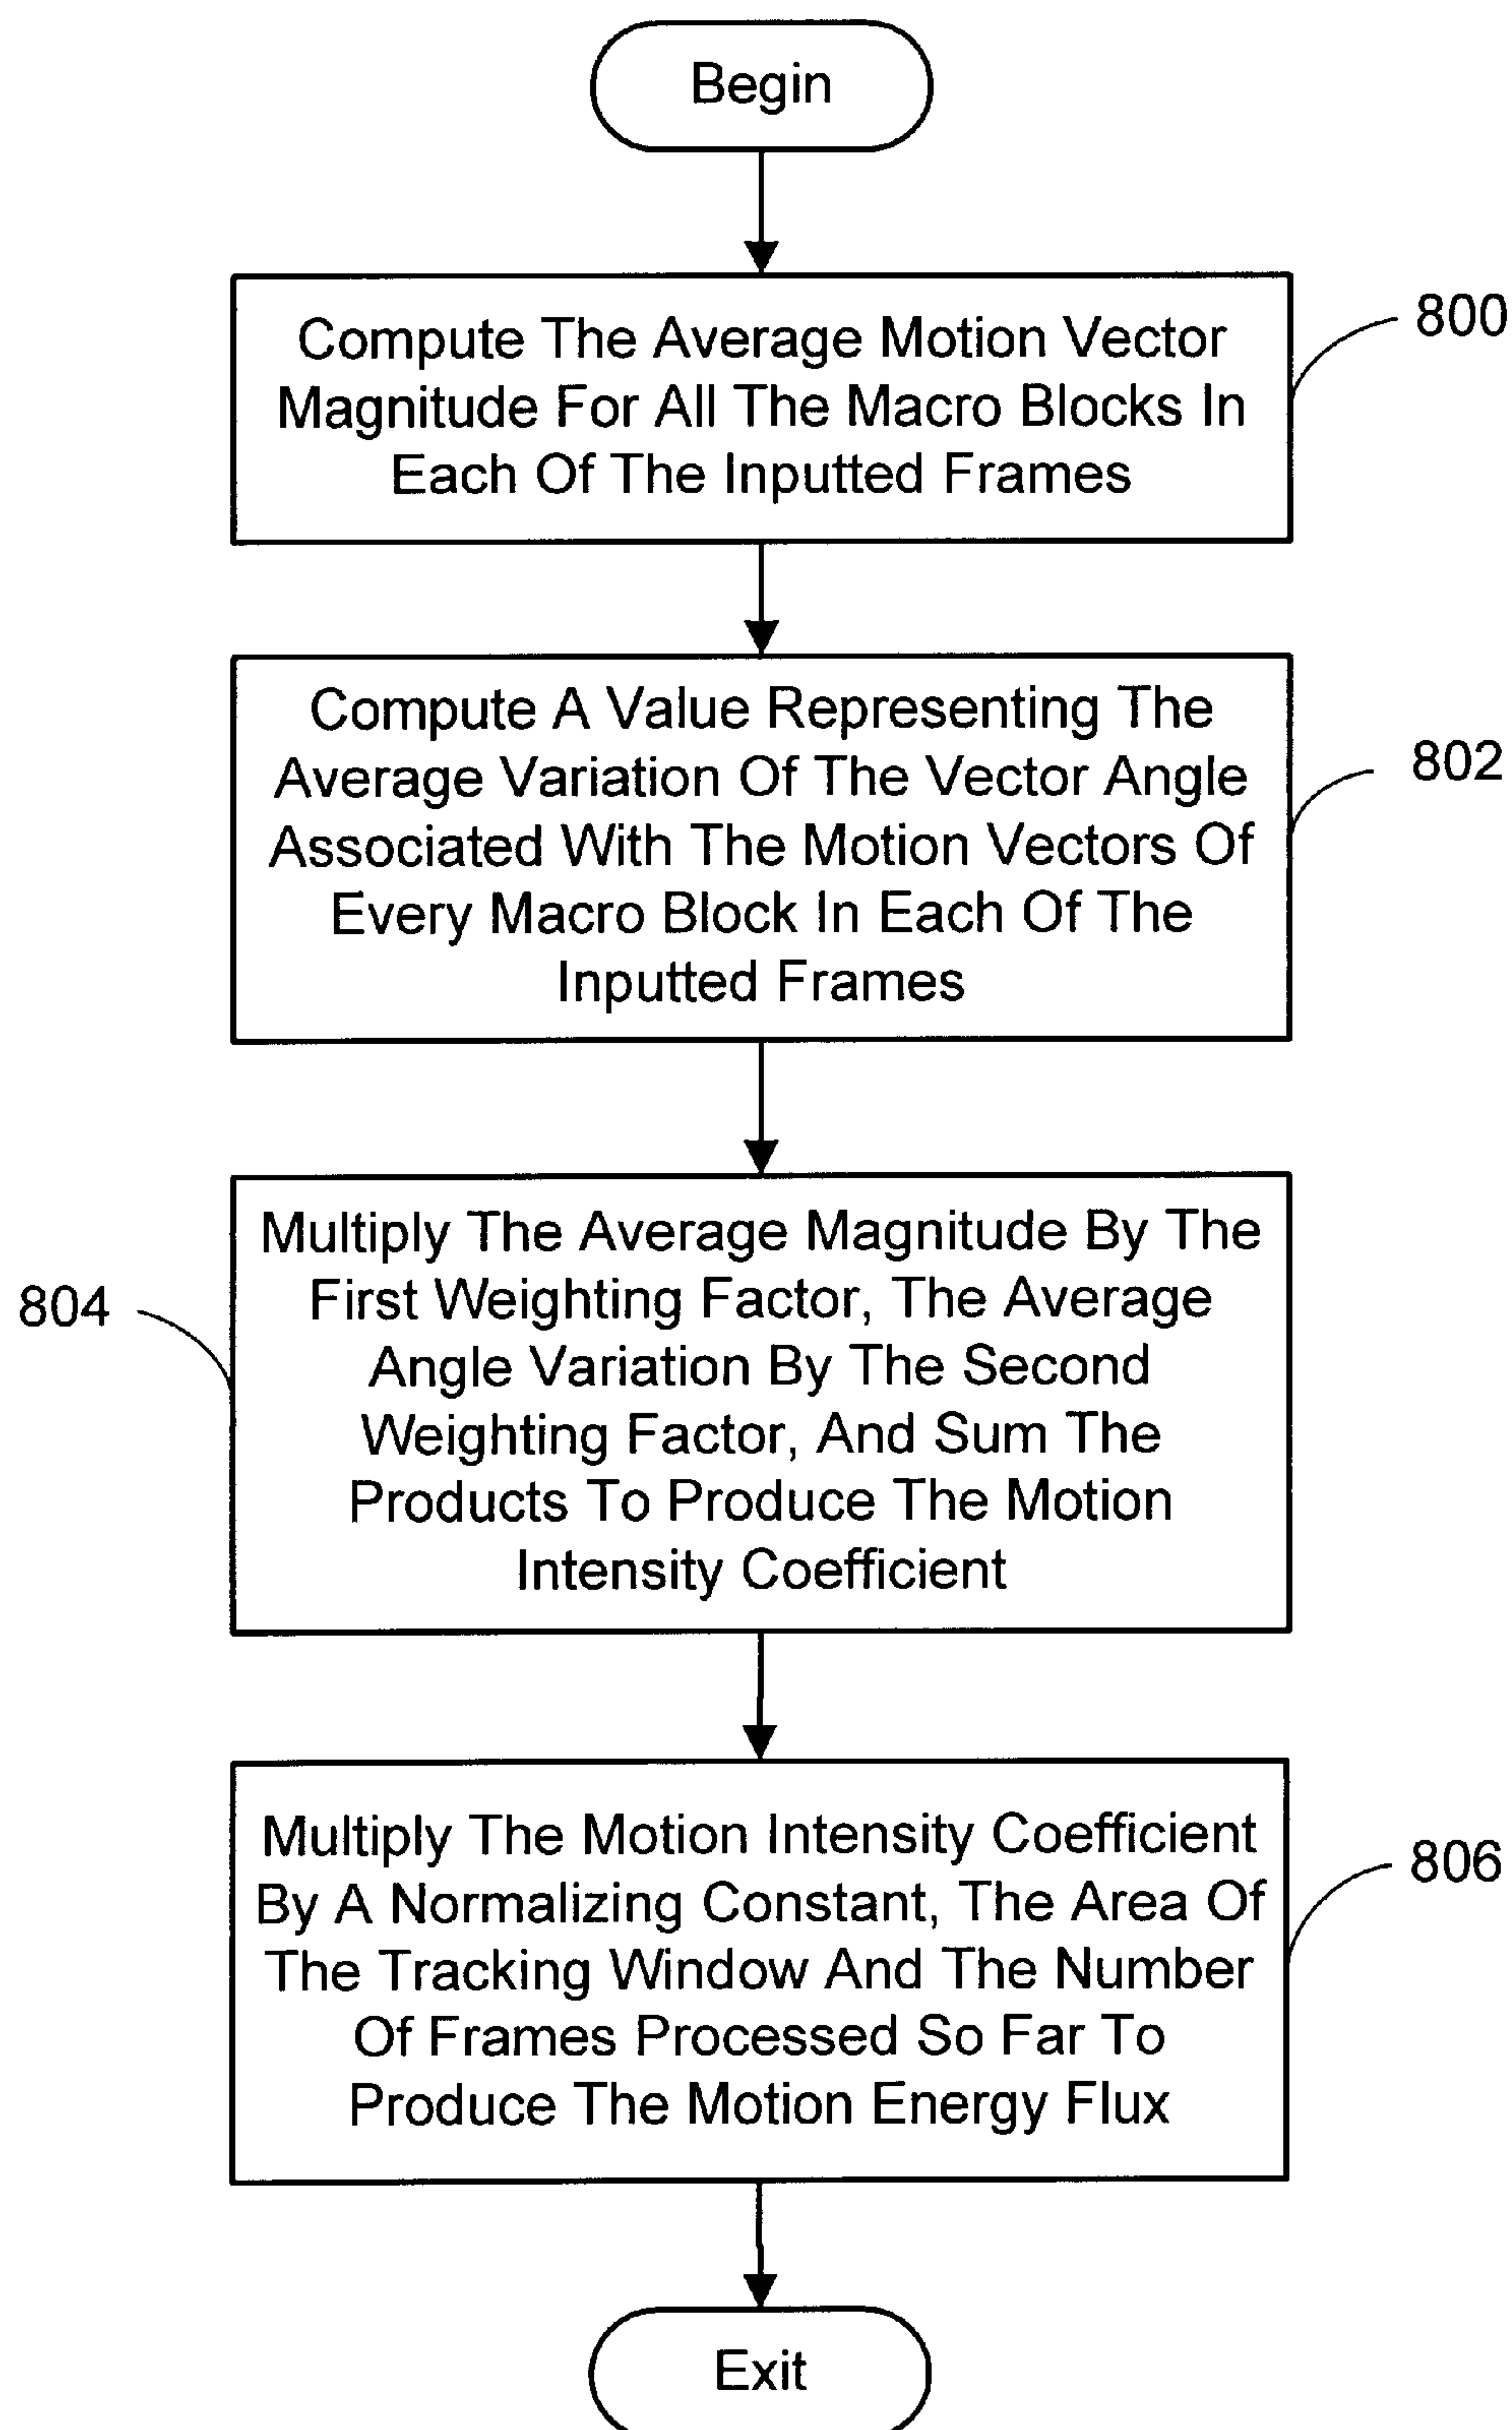 Begin
Compute The Average Motion Vector
Magnitude For All The Macro Blocks In
Each Of The Inputted Frames
800
Compute A Value Representing The
Average Variation Of The Vector Angle
Associated With The Motion Vectors Of
Every Macro Block In Each Of The
Inputted Frames
802
Multiply The Average Magnitude By The
First Weighting Factor, The Average
Angle Variation By The Second
Weighting Factor, And Sum The
Products To Produce The Motion
Intensity Coefficient
804
Multiply The Motion Intensity Coefficient
By A Normalizing Constant, The Area Of
The Tracking Window And The Number
Of Frames Processed So Far To
Produce The Motion Energy Flux
806
Exit